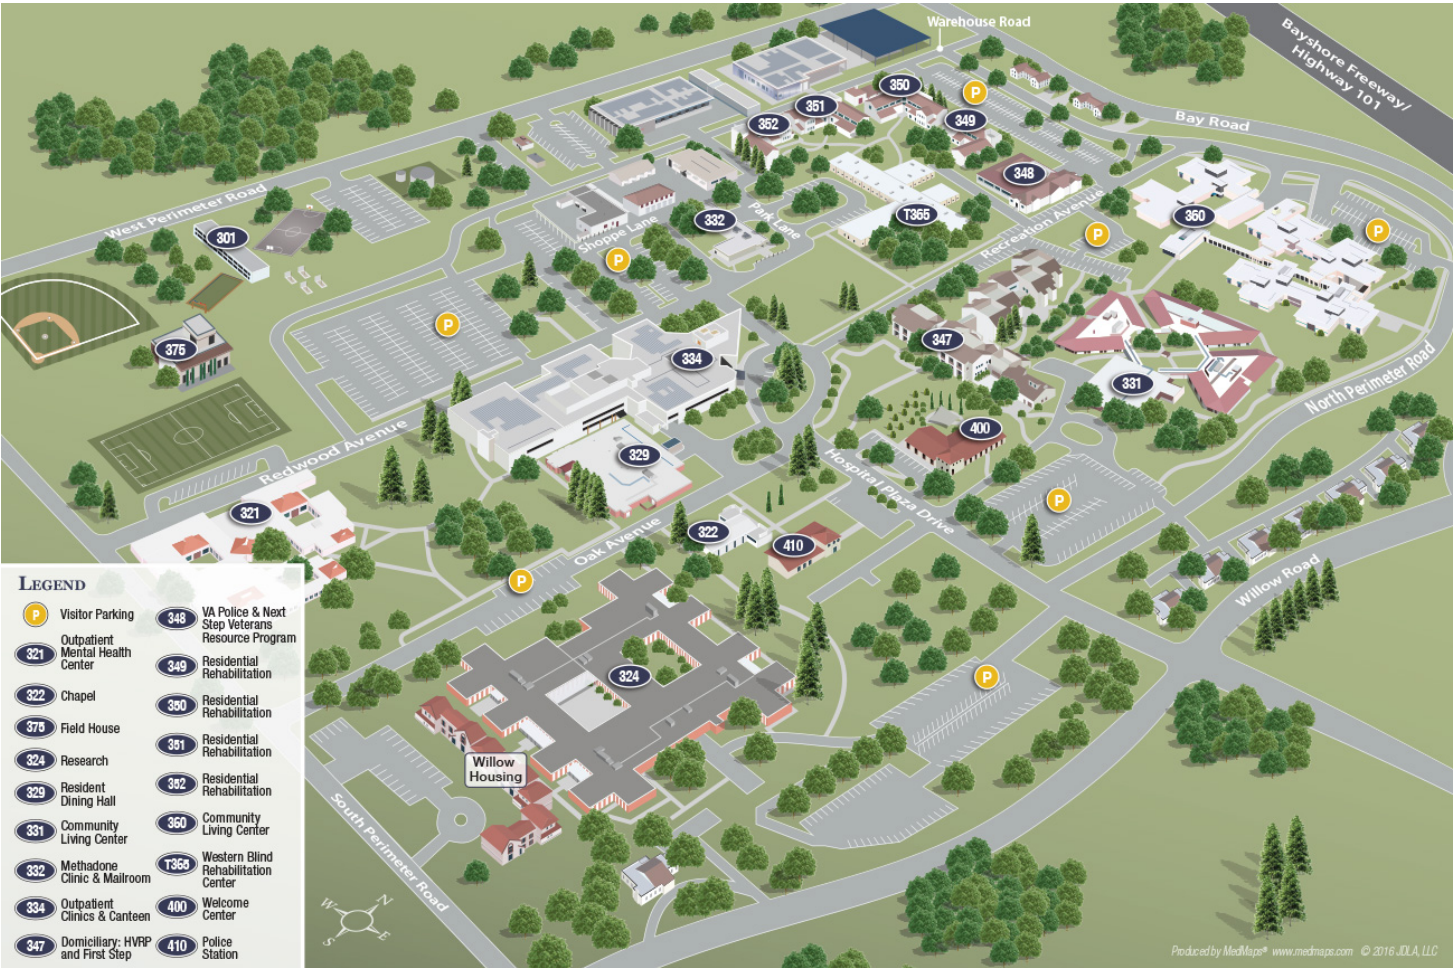 Warehouse Road
Bayshore Freeway/
Highway 101
Bay Road
350
P
351
349
352
348
West Perimeter Road
332
Park Lane
T365
Recreation Avenue
360
P
P
301
Shoppe Lane
P
P
375
334
347
331
North Perimeter Road
Redwood Avenue
400
329
Hospital Plaza Drive
P
321
322
410
Oak Avenue
P
Willow Road
324
P
Willow
Housing
South Perimeter Road
N
W
S
E
LEGEND
P Visitor Parking
321 Outpatient
Mental Health
Center
322 Chapel
375 Field House
324 Research
329 Resident
Dining Hall
331 Community
Living Center
332 Methadone
Clinic & Mailroom
334 Outpatient
Clinics & Canteen
347 Domiciliary: HVRP
and First Step
348 VA Police & Next
Step Veterans
Resource Program
349 Residential
Rehabilitation
350 Residential
Rehabilitation
351 Residential
Rehabilitation
352 Residential
Rehabilitation
360 Community
Living Center
T365 Western Blind
Rehabilitation
Center
400 Welcome
Center
410 Police
Station
Produced by MedMaps® www.medmaps.com © 2016 JDLA, LLC